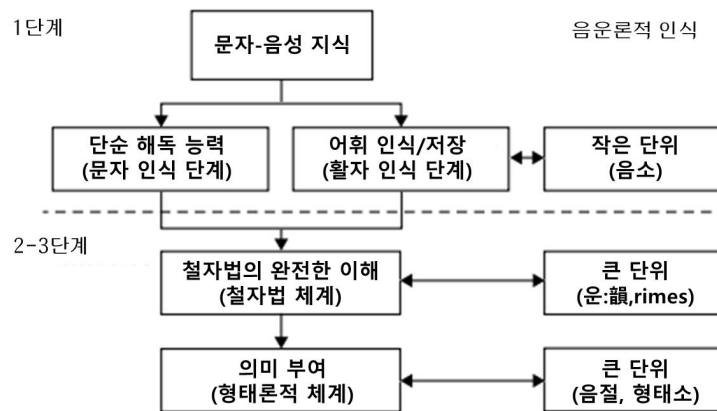 1단계
음운론적 인식
문자-음성 지식
단순 해독 능력
(문자 인식 단계)
어휘 인식/저장
(활자 인식 단계)
작은 단위
(음소)
2-3단계
철자법의 완전한 이해
(철자법 체계)
큰 단위
(운:韻,rimes)
의미 부여
(형태론적 체계)
큰 단위
(음절, 형태소)